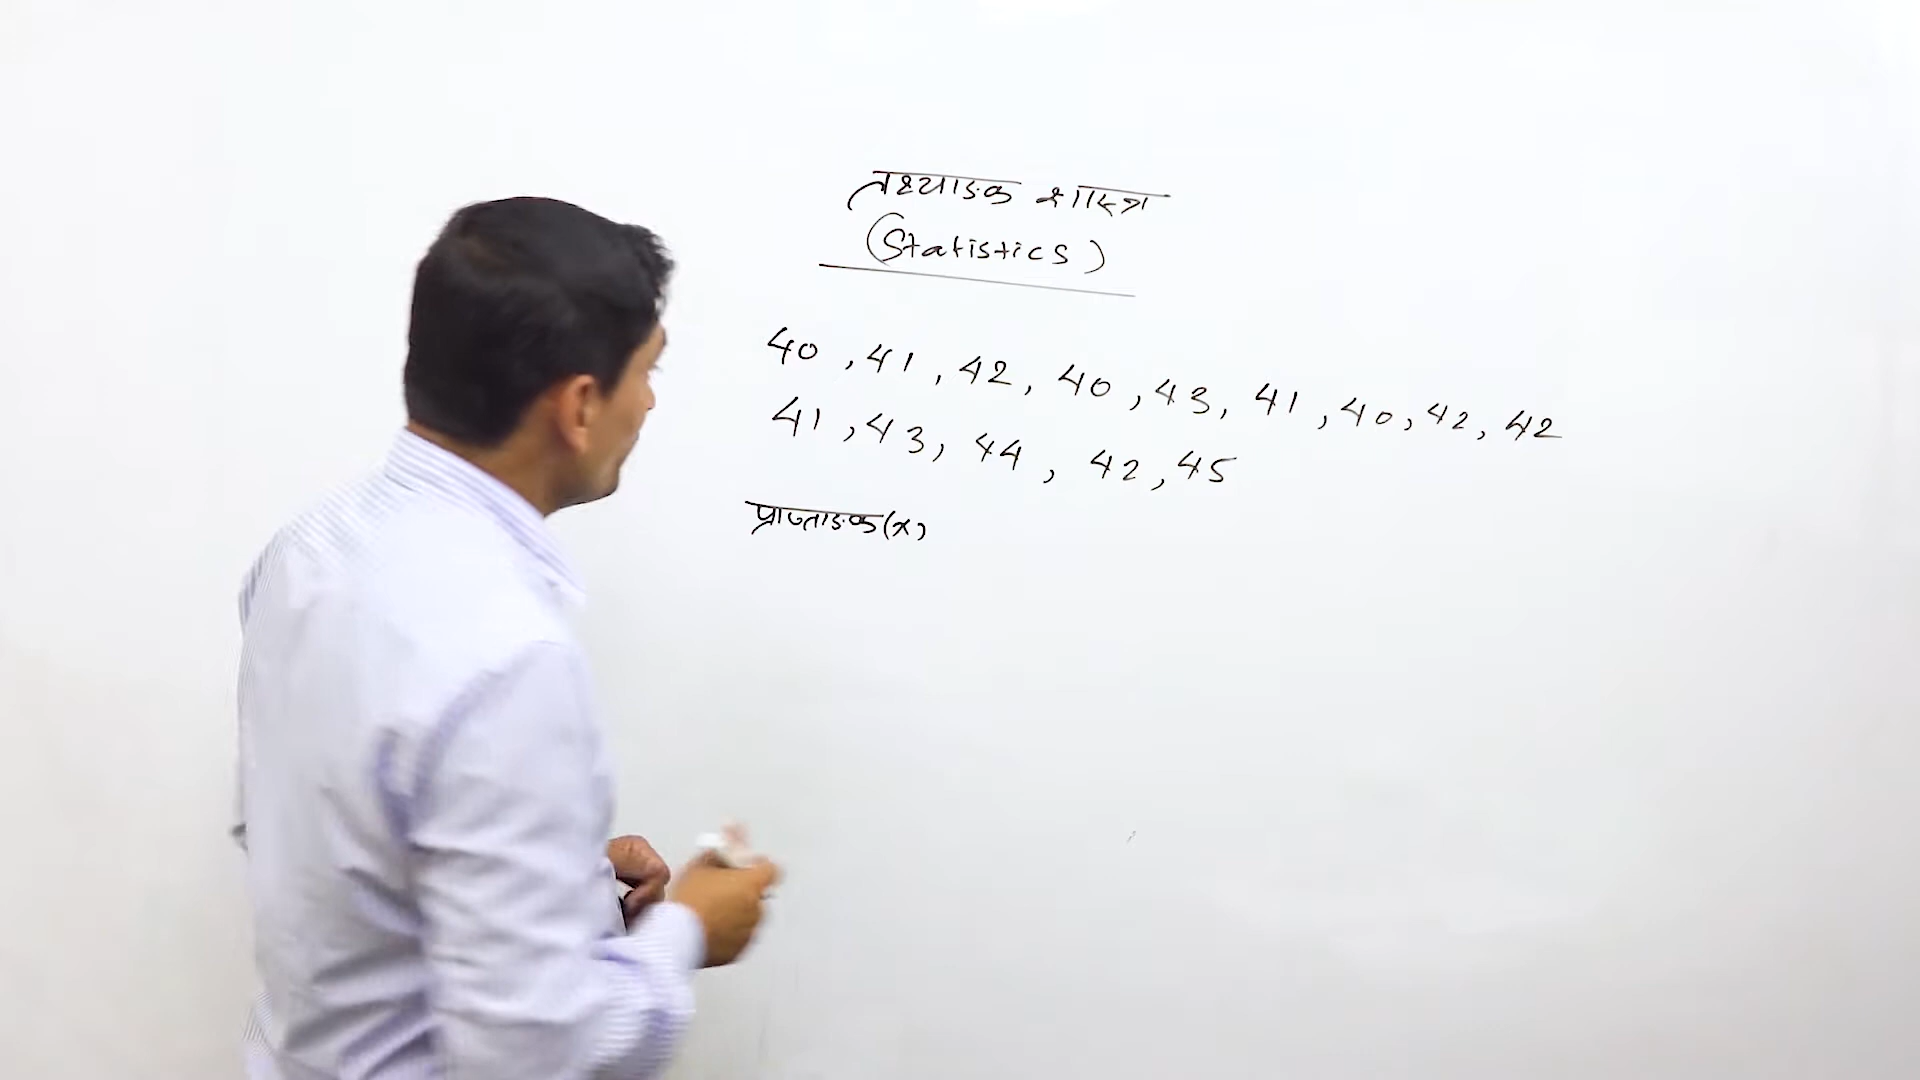 तथ्याङ्क शास्त्र
(Statistics)
40 , 41 , 42 , 40 , 43 , 41 , 40 , 42 , 42
41 , 43 , 44 , 42 , 45
प्राप्ताङ्क(x)